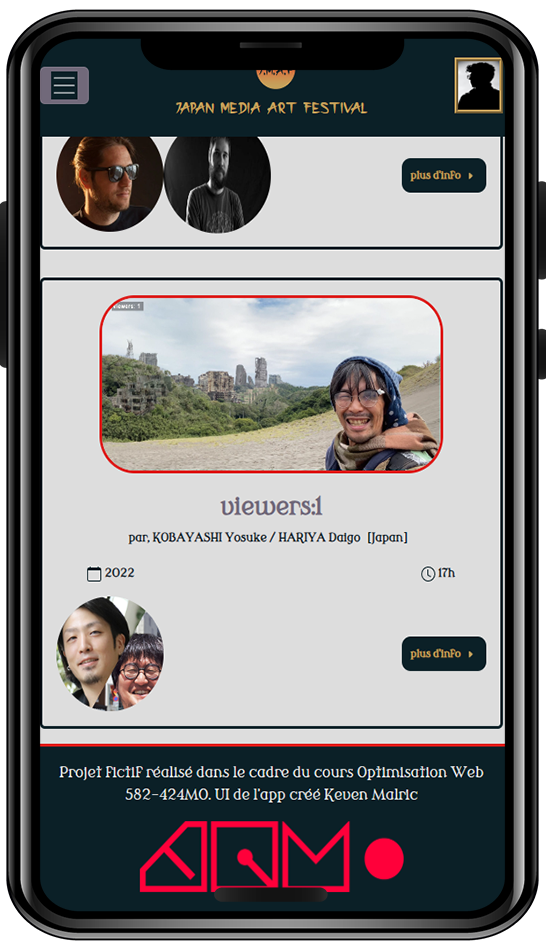 JAPAN MEDIA ART FESTIVAL
plus d'info
viewers: 1
viewers:1
par, KOBAYASHI Yosuke / HARIYA Daigo [Japan]
2022
17h
plus d'info
Projet fictif réalisé dans le cadre du cours Optimisation Web
582-424MO. UI de l'app créé Keven Malric